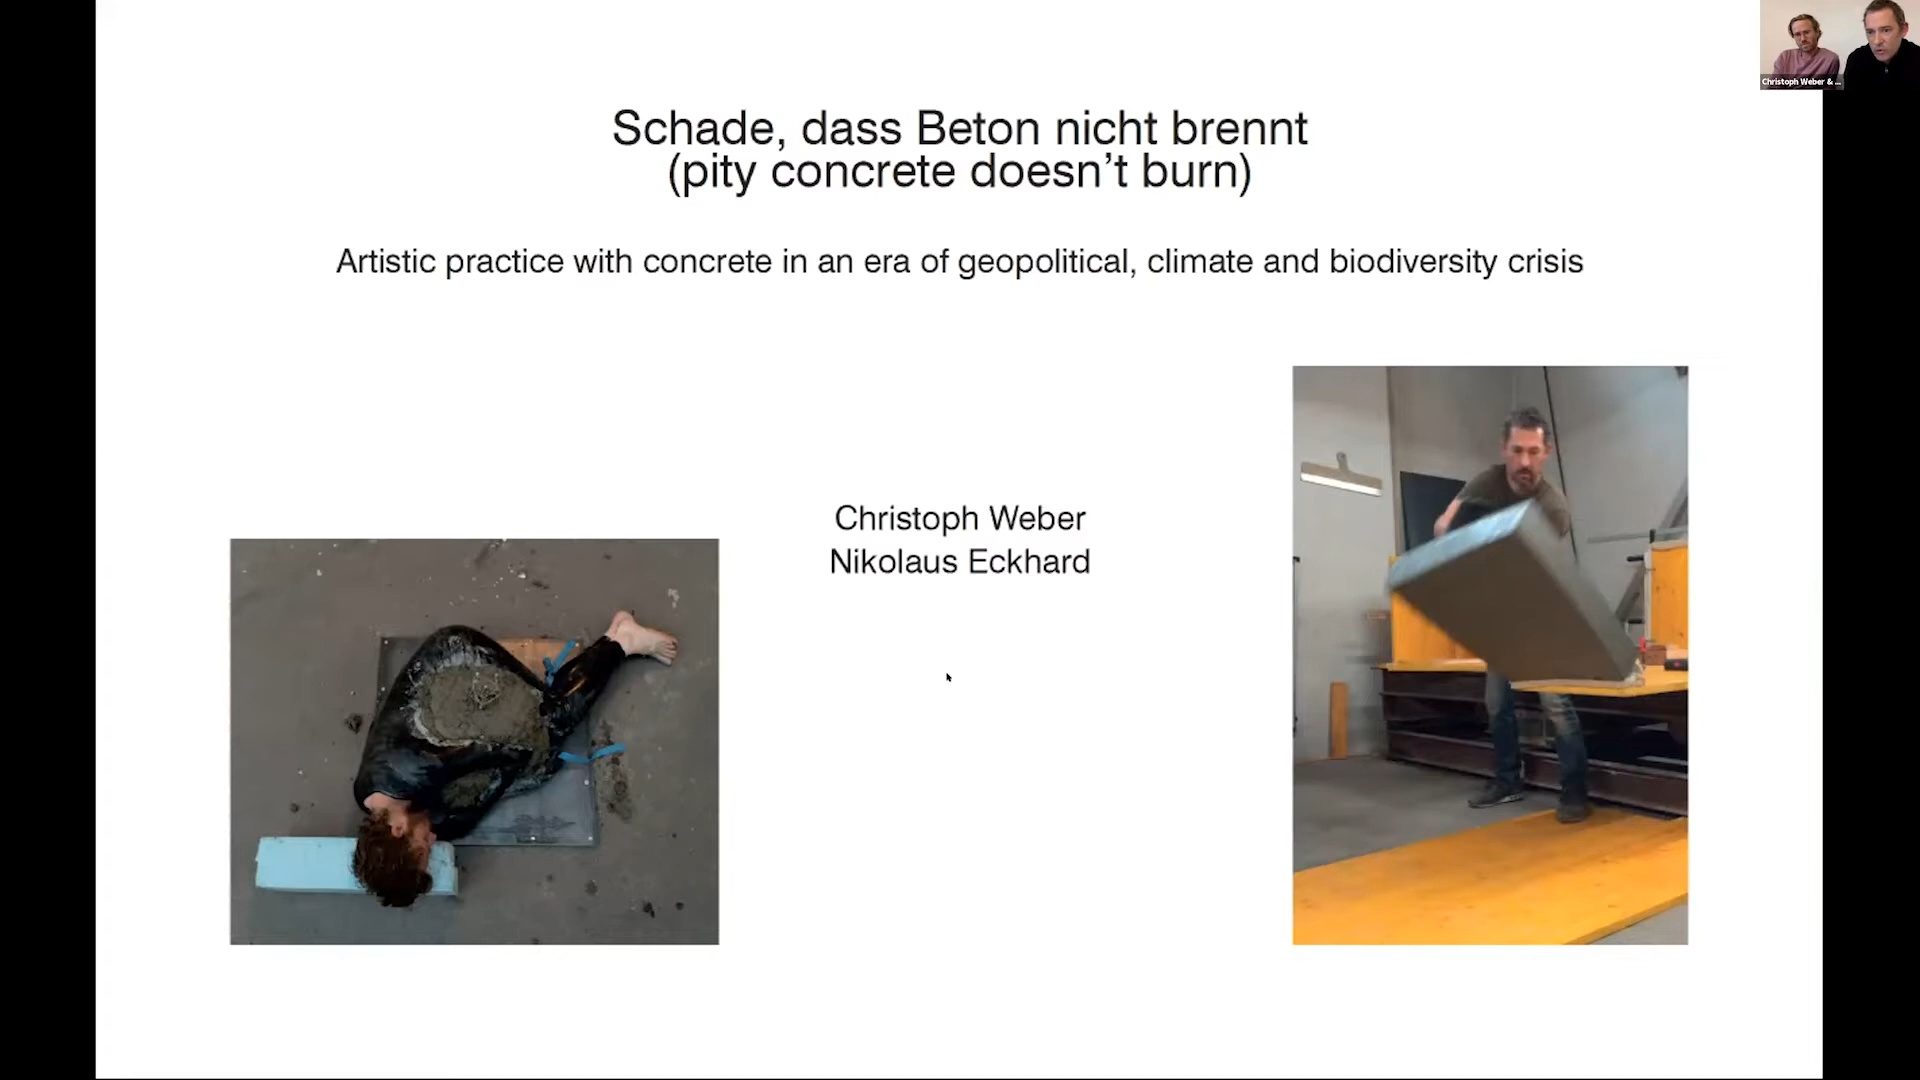 Christoph Weber & ...
Schade, dass Beton nicht brennt
(pity concrete doesn’t burn)
Artistic practice with concrete in an era of geopolitical, climate and biodiversity crisis
Christoph Weber
Nikolaus Eckhard